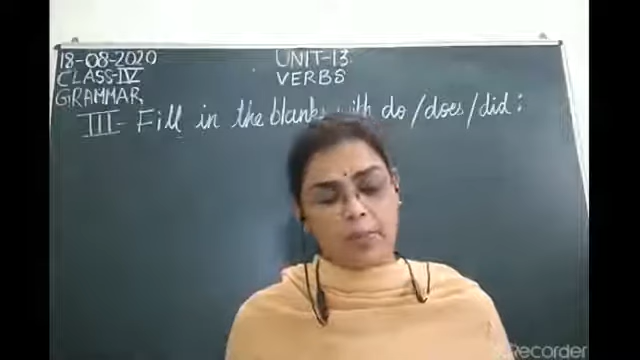 18-08-2020
CLASS-IV
GRAMMAR
UNIT-13
VERBS
III- Fill in the blanks with do/does/did:
Recorder